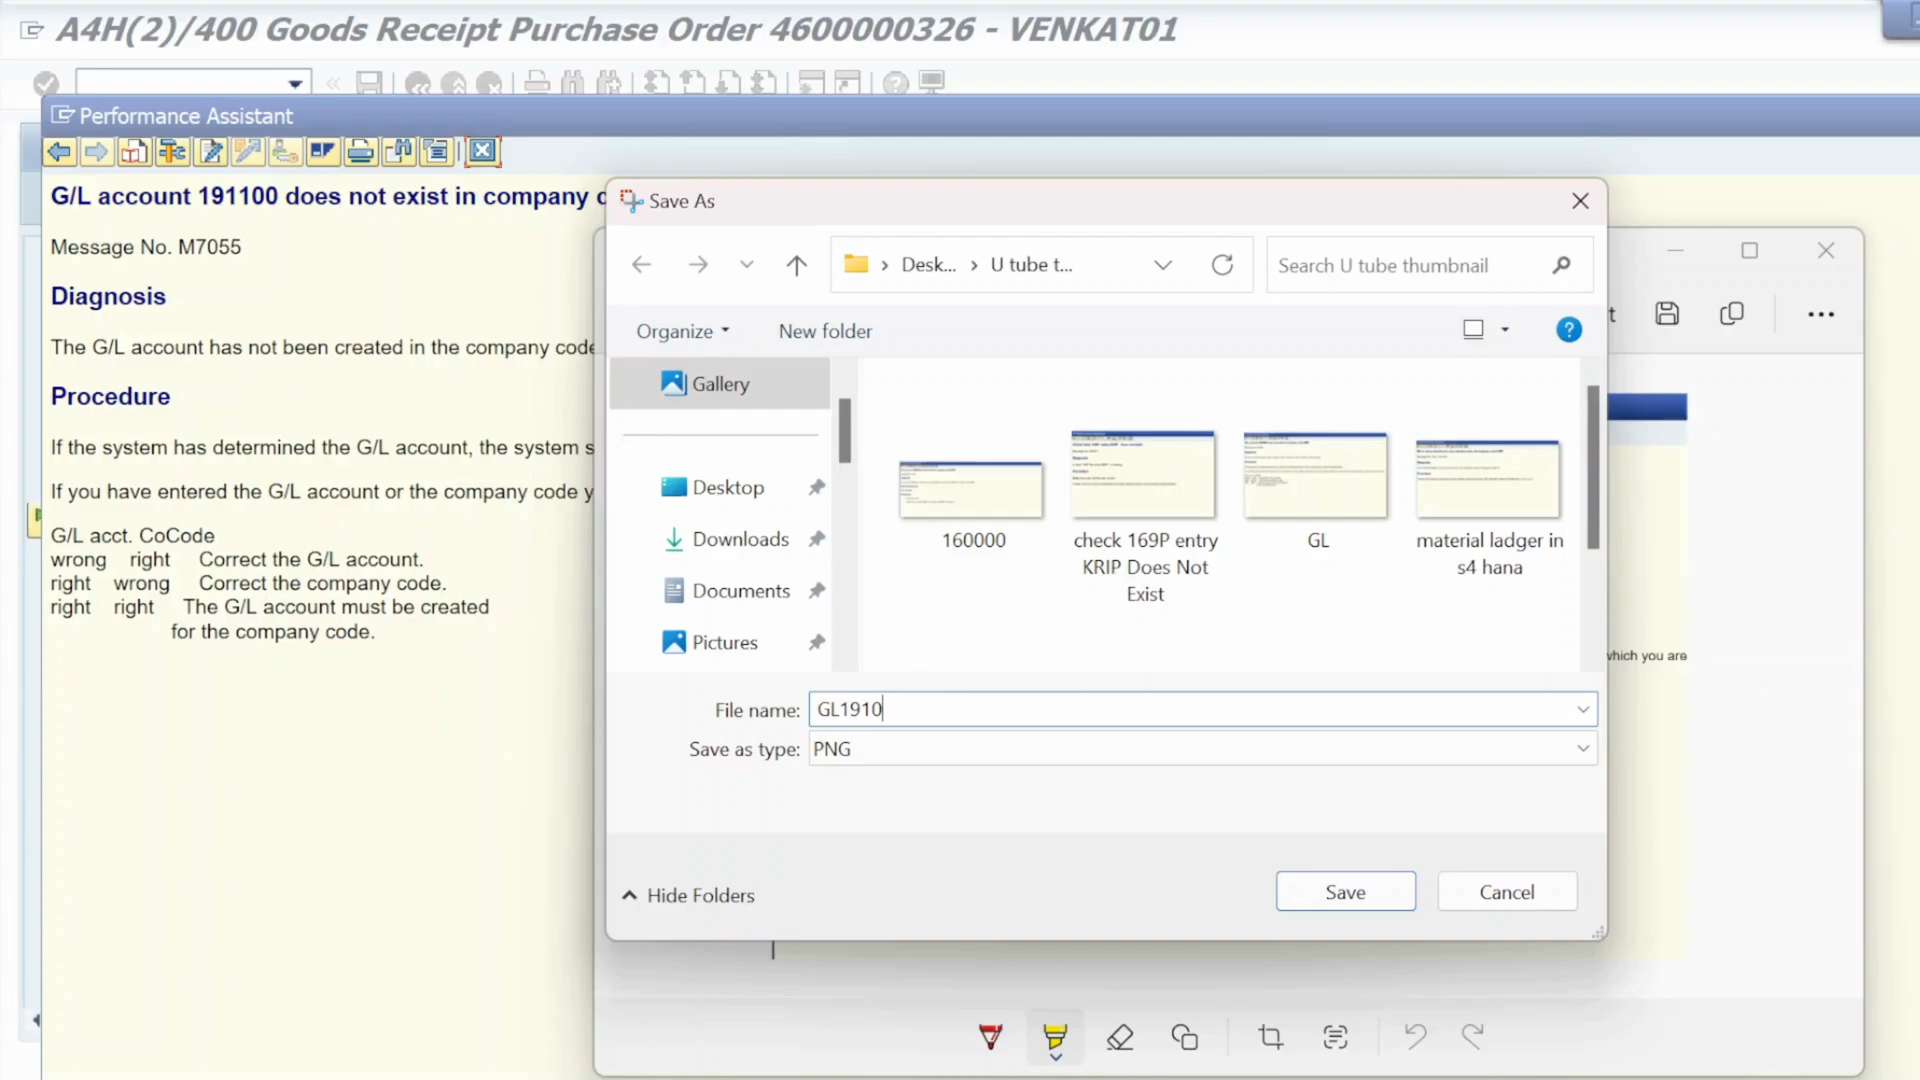 A4H(2)/400 Goods Receipt Purchase Order 4600000326 - VENKAT01
Performance Assistant
G/L account 191100 does not exist in company
Message No. M7055
Diagnosis
The G/L account has not been created in the company code
Procedure
If the system has determined the G/L account, the system s
If you have entered the G/L account or the company code y
G/L acct. CoCode
wrong right Correct the G/L account.
right wrong Correct the company code.
right right The G/L account must be created
for the company code.
Save As
Desk... › U tube t...
Search U tube thumbnail
Organize
New folder
Gallery
Desktop
Downloads
Documents
Pictures
160000
check 169P entry
KRIP Does Not
Exist
GL
material ladger in
s4 hana
File name: GL1910
Save as type: PNG
Hide Folders
Save
Cancel
which you are